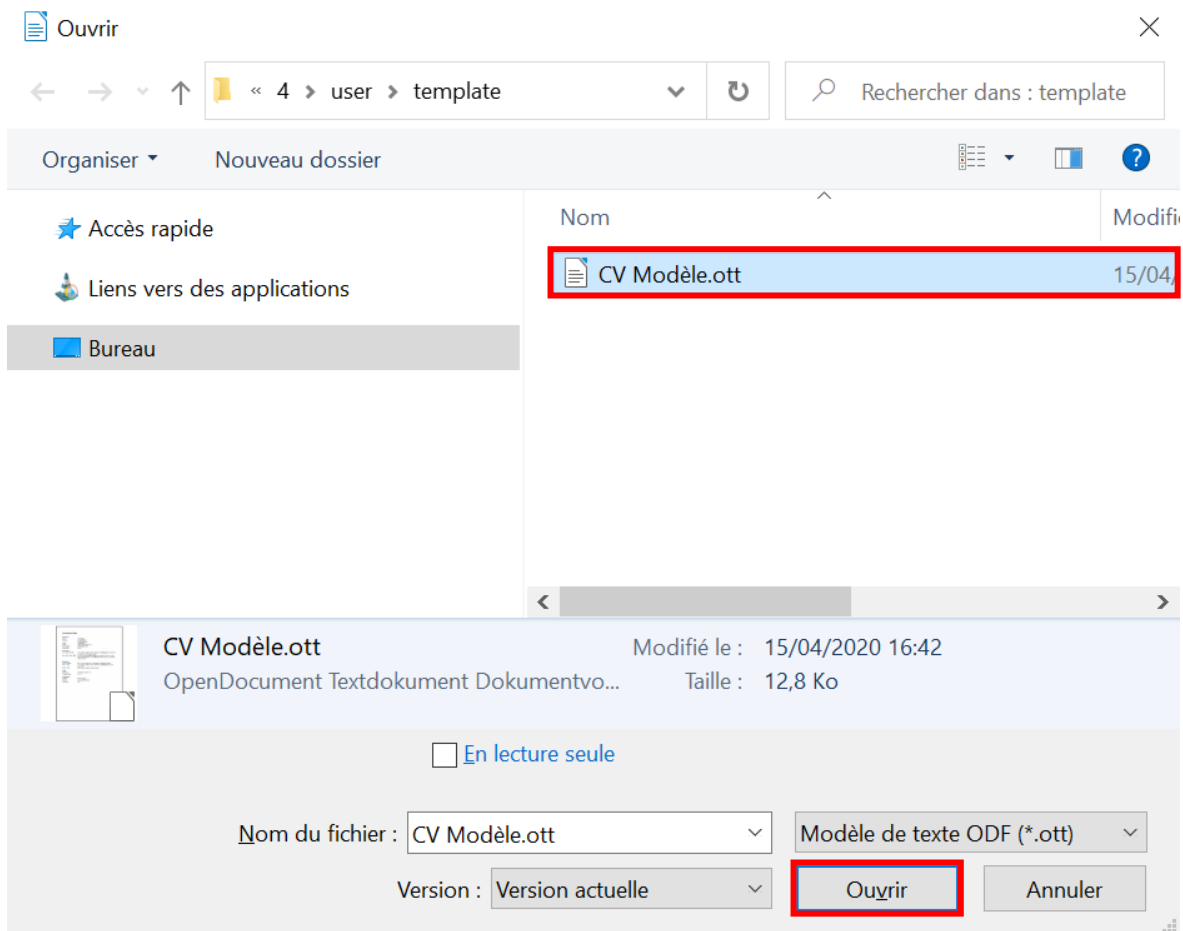 Ouvrir
« 4 > user > template
Rechercher dans : template
Organiser
Nouveau dossier
?
Accès rapide
Liens vers des applications
Bureau
Nom
Modifi
CV Modèle.ott
15/04/
CV Modèle.ott
Modifié le : 15/04/2020 16:42
OpenDocument Textdokument Dokumentvo...
Taille : 12,8 Ko
En lecture seule
Nom du fichier : CV Modèle.ott
Modèle de texte ODF (*.ott)
Version : Version actuelle
Ouvrir
Annuler